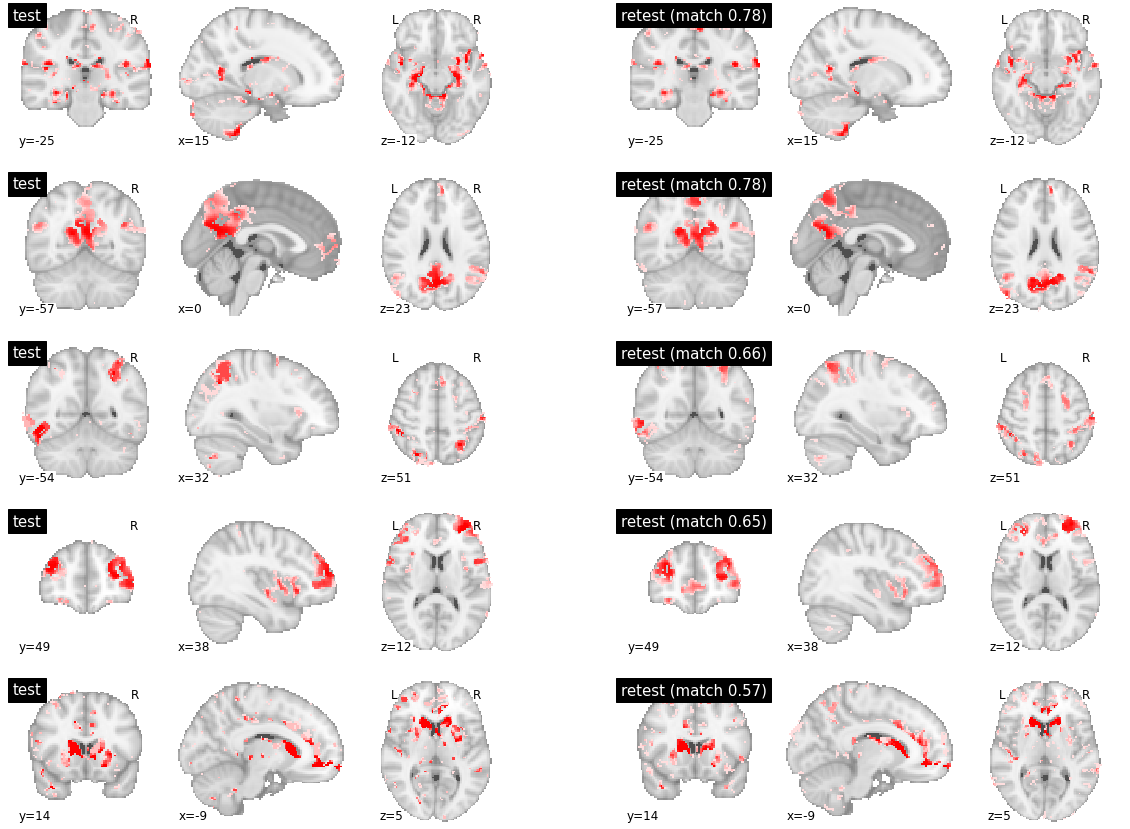 test R L R retest (match 0.78) L R
y=-25 x=15 z=-12 y=-25 x=15 z=-12
test R L R retest (match 0.78) L R
y=-57 x=0 z=23 y=-57 x=0 z=23
test R L R retest (match 0.66) L R
y=-54 x=32 z=51 y=-54 x=32 z=51
test R L R retest (match 0.65) L R
y=49 x=38 z=12 y=49 x=38 z=12
test R L R retest (match 0.57) L R
y=14 x=-9 z=5 y=14 x=-9 z=5